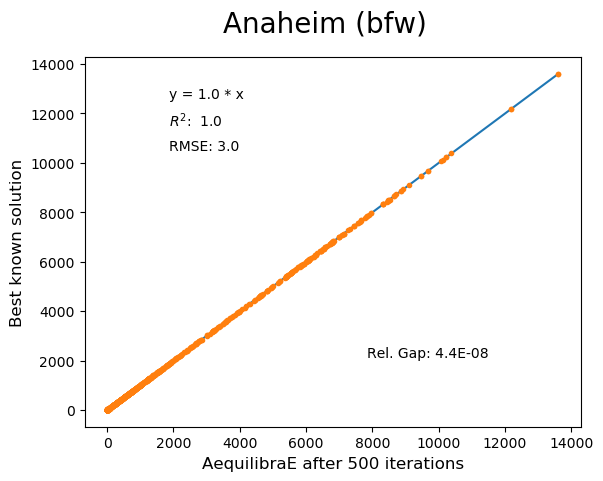 Anaheim (bfw)
14000
12000
10000
8000
6000
4000
2000
0
Best known solution
y = 1.0 * x
R²: 1.0
RMSE: 3.0
Rel. Gap: 4.4E-08
0 2000 4000 6000 8000 10000 12000 14000
AequilibraE after 500 iterations